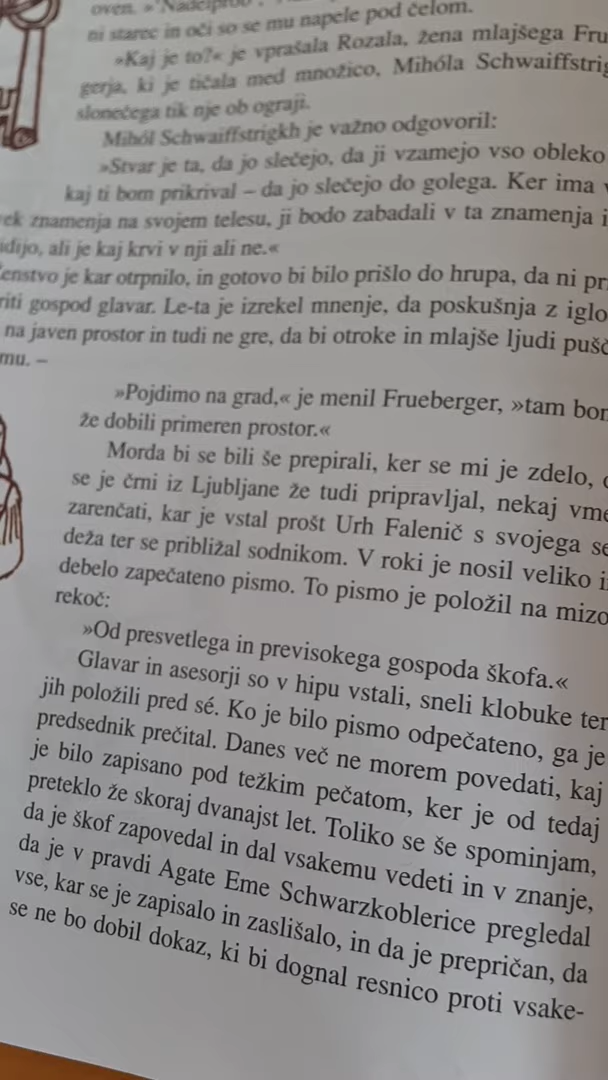 oven.
ni starec in oči so se mu napele pod čelom.
»Kaj je to?« je vprašala Rozala, žena mlajšega Fru
gerja, ki je tičala med množico, Mihóla Schwaiffstrig
slonečega tik nje ob ograji.
Mihól Schwaiffstrigkh je važno odgovoril:
»Stvar je ta, da jo slečejo, da ji vzamejo vso obleko
kaj ti bom prikrival – da jo slečejo do golega. Ker ima v
ek znamenja na svojem telesu, ji bodo zabadali v ta znamenja i
idijo, ali je kaj krvi v nji ali ne.«
enstvo je kar otrpnilo, in gotovo bi bilo prišlo do hrupa, da ni pr
riti gospod glavar. Le-ta je izrekel mnenje, da poskušnja z iglo
na javen prostor in tudi ne gre, da bi otroke in mlajše ljudi pušč
mu. –
»Pojdimo na grad,« je menil Frueberger, »tam bom
že dobili primeren prostor.«
Morda bi se bili še prepirali, ker se mi je zdelo,
se je črni iz Ljubljane že tudi pripravljal, nekaj vme
zarenčati, kar je vstal prošt Urh Falenič s svojega se
deža ter se približal sodnikom. V roki je nosil veliko i
debelo zapečateno pismo. To pismo je položil na mizo
rekoč:
»Od presvetlega in previsokega gospoda škofa.«
Glavar in asesorji so v hipu vstali, sneli klobuke ter
jih položili pred sé. Ko je bilo pismo odpečateno, ga je
predsednik prečital. Danes več ne morem povedati, kaj
je bilo zapisano pod težkim pečatom, ker je od tedaj
preteklo že skoraj dvanajst let. Toliko se še spominjam,
da je škof zapovedal in dal vsakemu vedeti in v znanje,
da je v pravdi Agate Eme Schwarzkoblerice pregledal
vse, kar se je zapisalo in zaslišalo, in da je prepričan, da
se ne bo dobil dokaz, ki bi dognal resnico proti vsake-